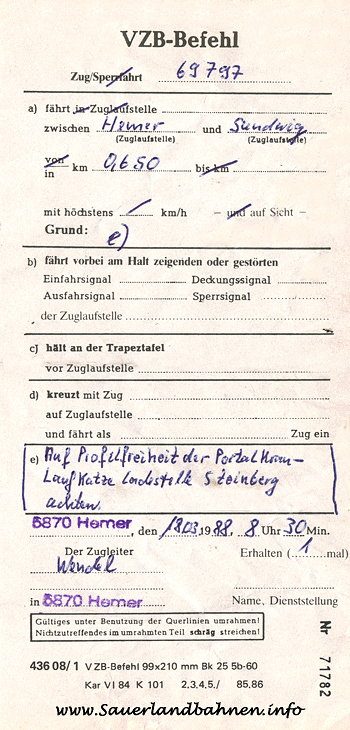 VZB-Befehl
Zug/Sperrfahrt 69797
a) fährt in Zuglaufstelle
zwischen Hemer und Sundwig
(Zuglaufstelle) (Zuglaufstelle)
von in km 0,650 bis km
mit höchstens / km/h – und auf Sicht –
Grund: e)
b) fährt vorbei am Halt zeigenden oder gestörten
Einfahrsignal Deckungssignal
Ausfahrsignal Sperrsignal
der Zuglaufstelle
c) hält an der Trapeztafel
vor Zuglaufstelle
d) kreuzt mit Zug
auf Zuglaufstelle
und fährt als Zug ein
e) Auf Profilfreiheit der Portalkran-
Laufkatze Ladestelle Steinberg
achten.
5870 Hemer, den 18.03.1988, 8 Uhr 30 Min.
Der Zugleiter Erhalten (1 mal)
Wendel
in 5870 Hemer Name, Dienststellung
Gültiges unter Benutzung der Querlinien umrahmen!
Nichtzutreffendes im umrahmten Teil schräg streichen!
Nr 71782
436 08/1 VZB-Befehl 99x210 mm Bk 25 5b-60
Kar VI 84 K 101 2,3,4,5./ 85,86
www.Sauerlandbahnen.info